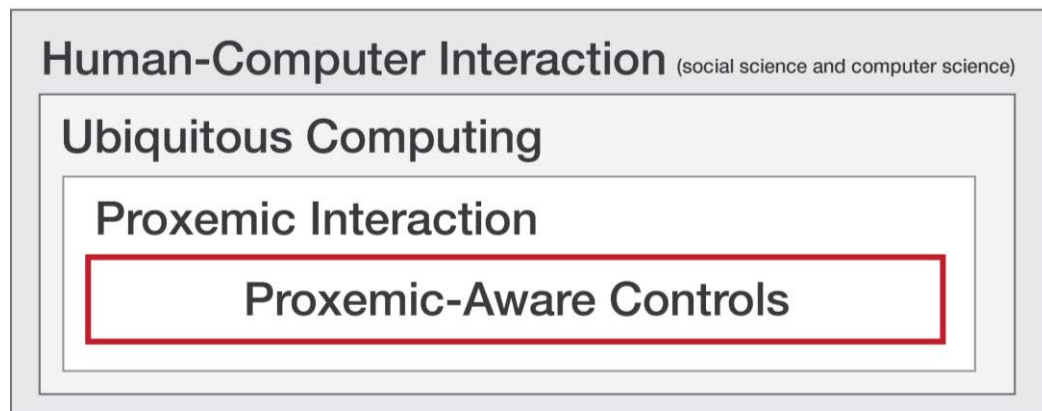 Human-Computer Interaction (social science and computer science)
Ubiquitous Computing
Proxemic Interaction
Proxemic-Aware Controls